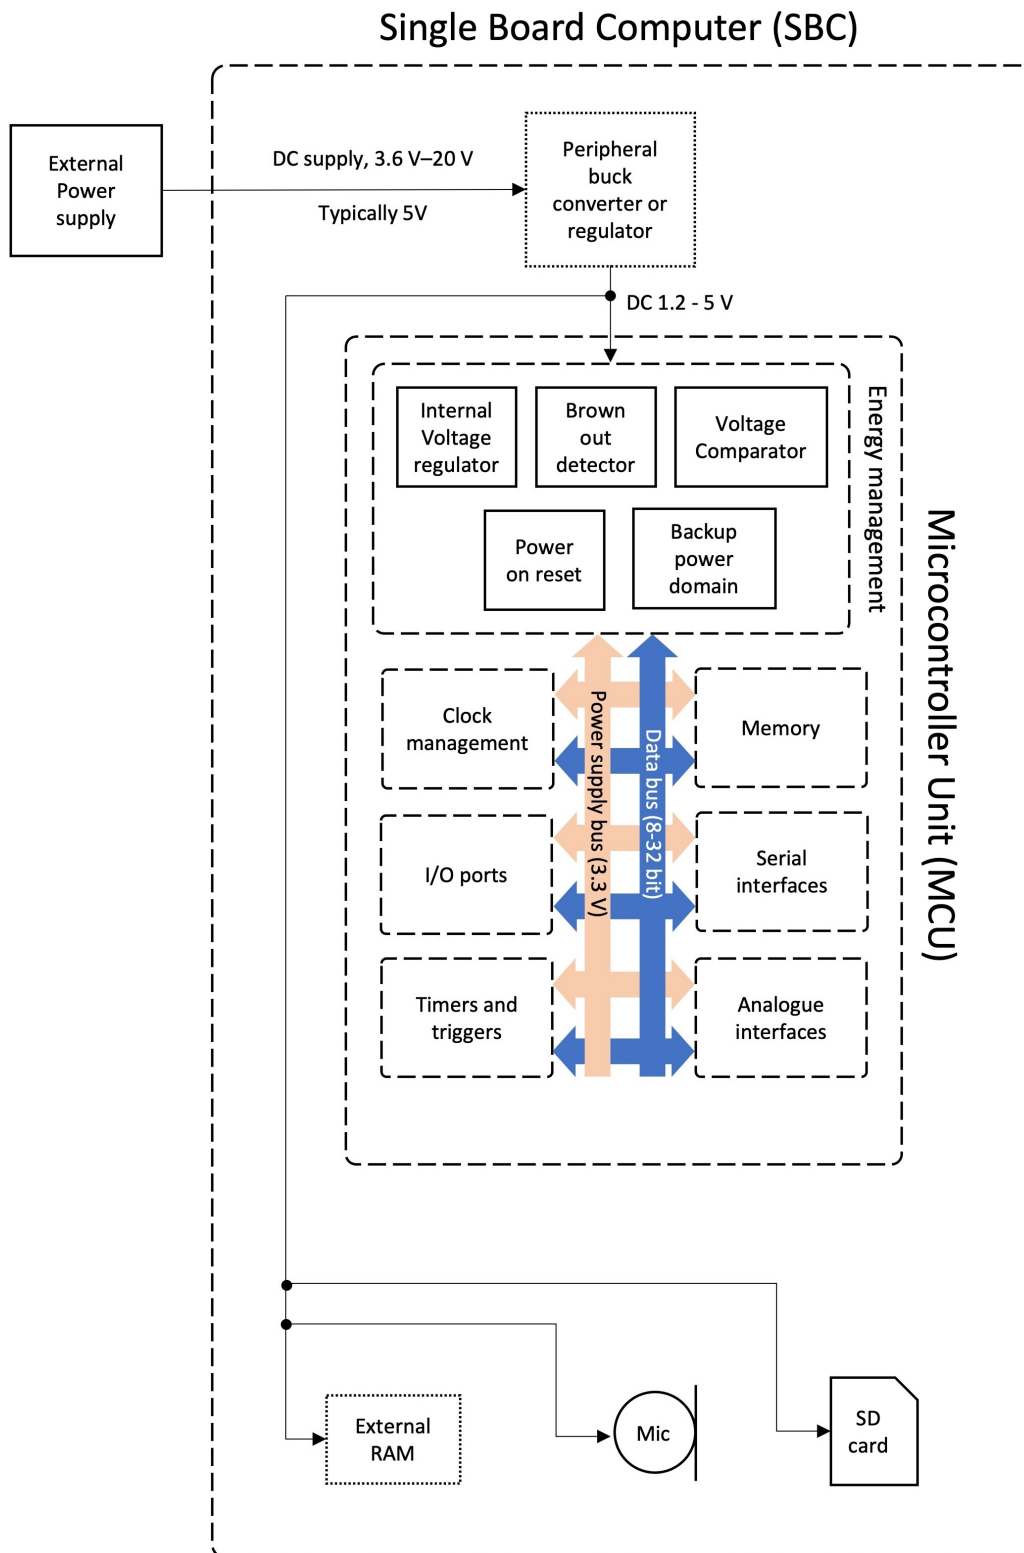 Single Board Computer (SBC)
External
Power
supply
DC supply, 3.6 V–20 V
Typically 5V
Peripheral
buck
converter or
regulator
DC 1.2 - 5 V
Internal
Voltage
regulator
Brown
out
detector
Voltage
Comparator
Power
on reset
Backup
power
domain
Energy management
Microcontroller Unit (MCU)
Clock
management
Memory
Power supply bus (3.3 V)
Data bus (8-32 bit)
I/O ports
Serial
interfaces
Timers and
triggers
Analogue
interfaces
External
RAM
Mic
SD
card